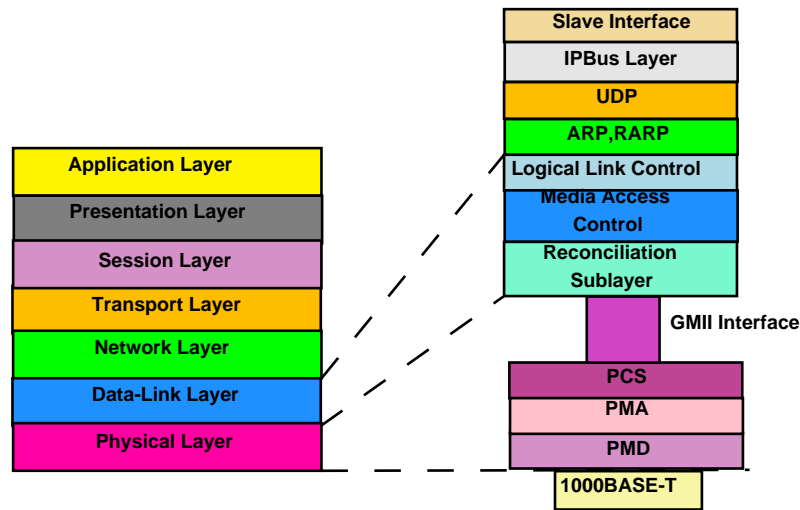 Application Layer
Presentation Layer
Session Layer
Transport Layer
Network Layer
Data-Link Layer
Physical Layer
Slave Interface
IPBus Layer
UDP
ARP,RARP
Logical Link Control
Media Access
Control
Reconciliation
Sublayer
GMII Interface
PCS
PMA
PMD
1000BASE-T